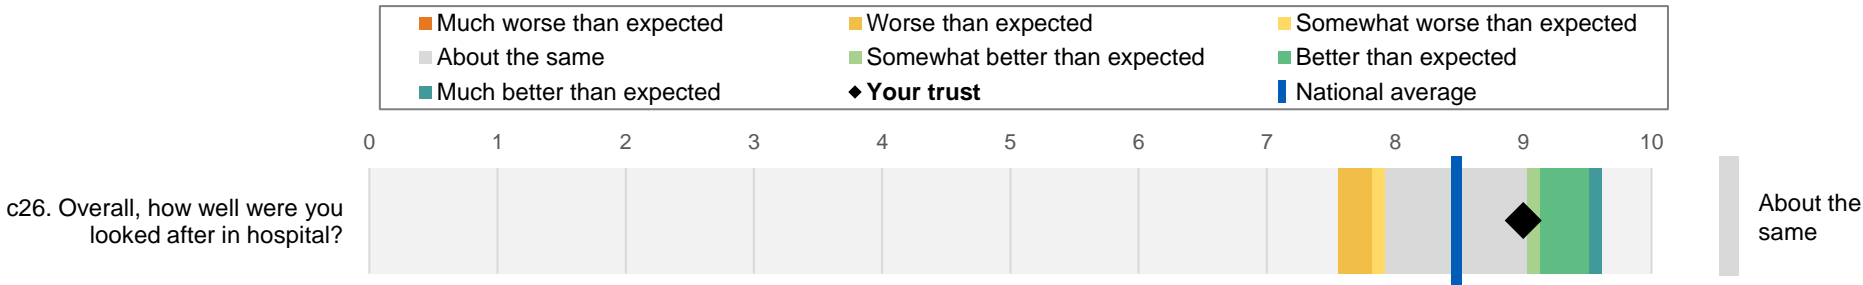 Much worse than expected
Worse than expected
Somewhat worse than expected
About the same
Somewhat better than expected
Better than expected
Much better than expected
Your trust
National average
0 1 2 3 4 5 6 7 8 9 10
c26. Overall, how well were you
looked after in hospital?
About the
same